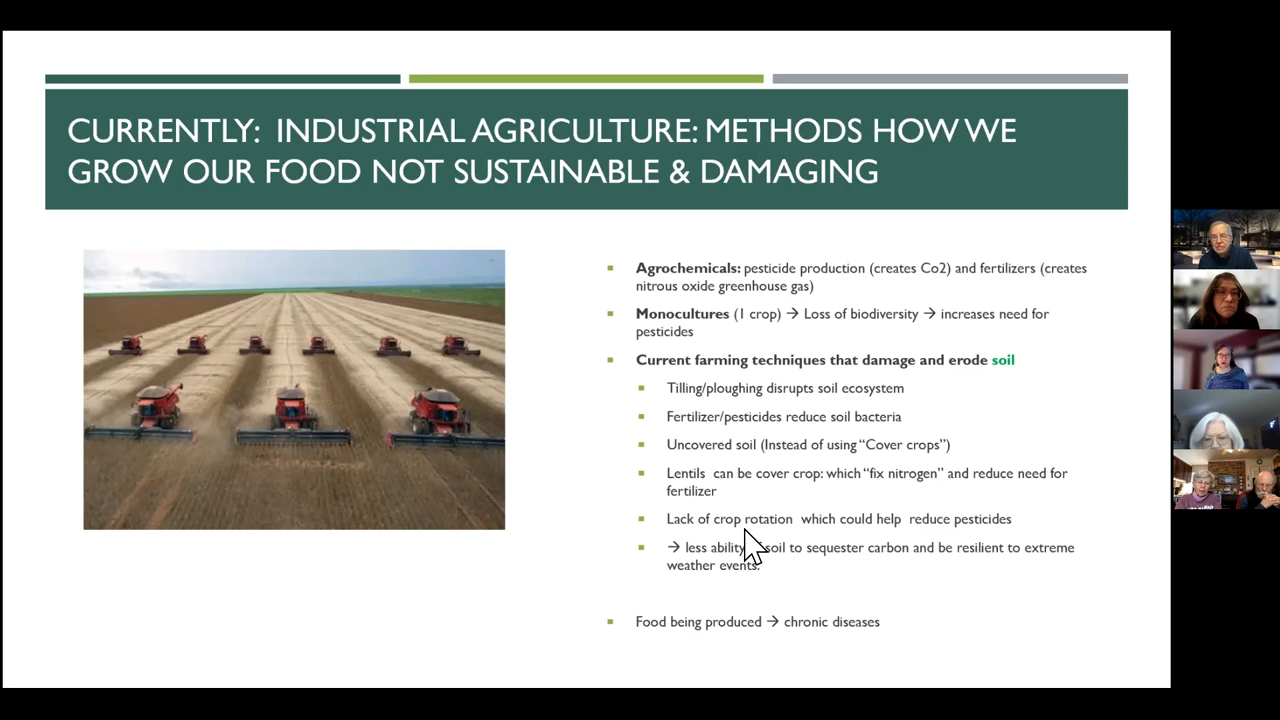 CURRENTLY: INDUSTRIAL AGRICULTURE: METHODS HOW WE
GROW OUR FOOD NOT SUSTAINABLE & DAMAGING
Agrochemicals: pesticide production (creates Co2) and fertilizers (creates
nitrous oxide greenhouse gas)
Monocultures (1 crop) → Loss of biodiversity → increases need for
pesticides
Current farming techniques that damage and erode soil
Tilling/ploughing disrupts soil ecosystem
Fertilizer/pesticides reduce soil bacteria
Uncovered soil (Instead of using “Cover crops”)
Lentils can be cover crop: which “fix nitrogen” and reduce need for
fertilizer
Lack of crop rotation which could help reduce pesticides
→ less ability soil to sequester carbon and be resilient to extreme
weather events.
Food being produced → chronic diseases